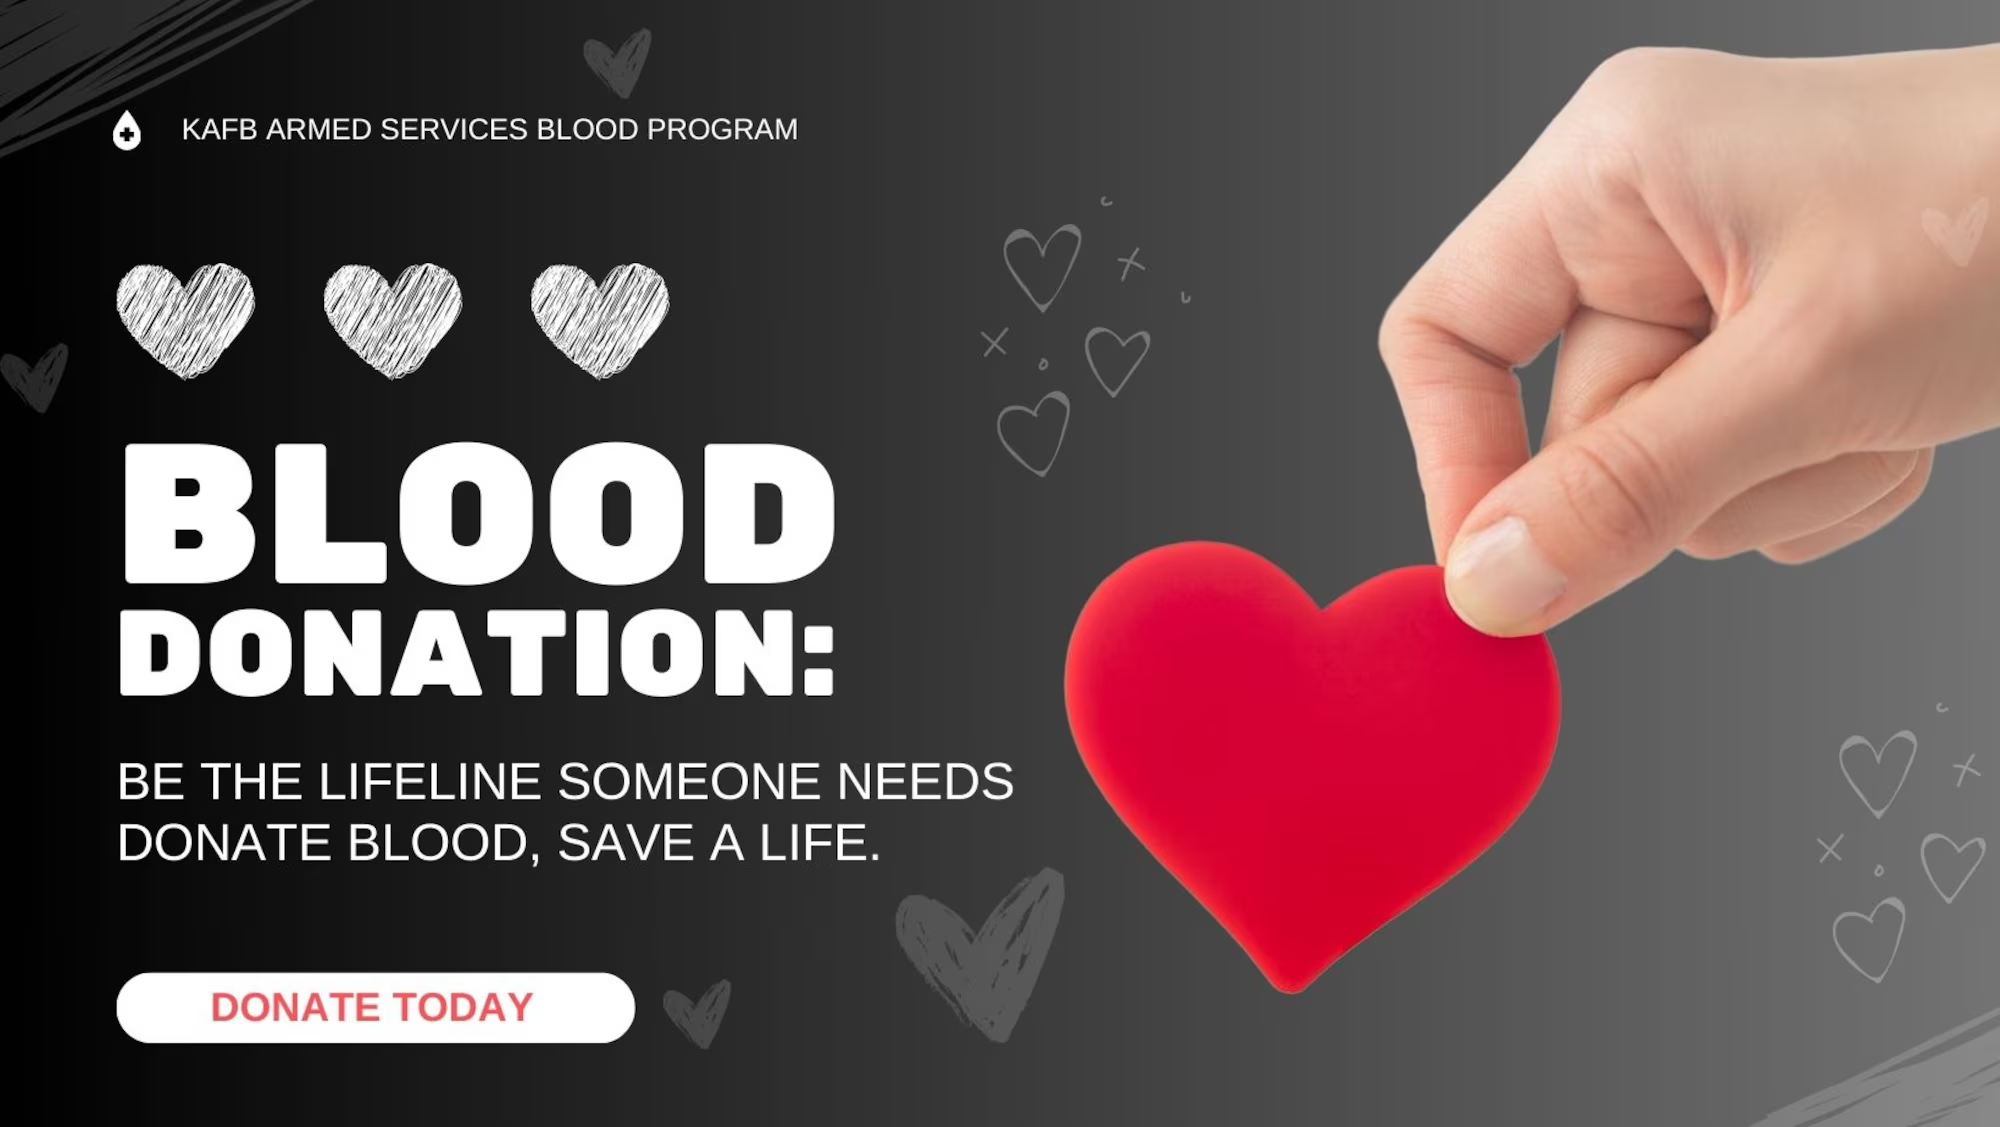 KAFB ARMED SERVICES BLOOD PROGRAM
BLOOD
DONATION:
BE THE LIFELINE SOMEONE NEEDS
DONATE BLOOD, SAVE A LIFE.
DONATE TODAY